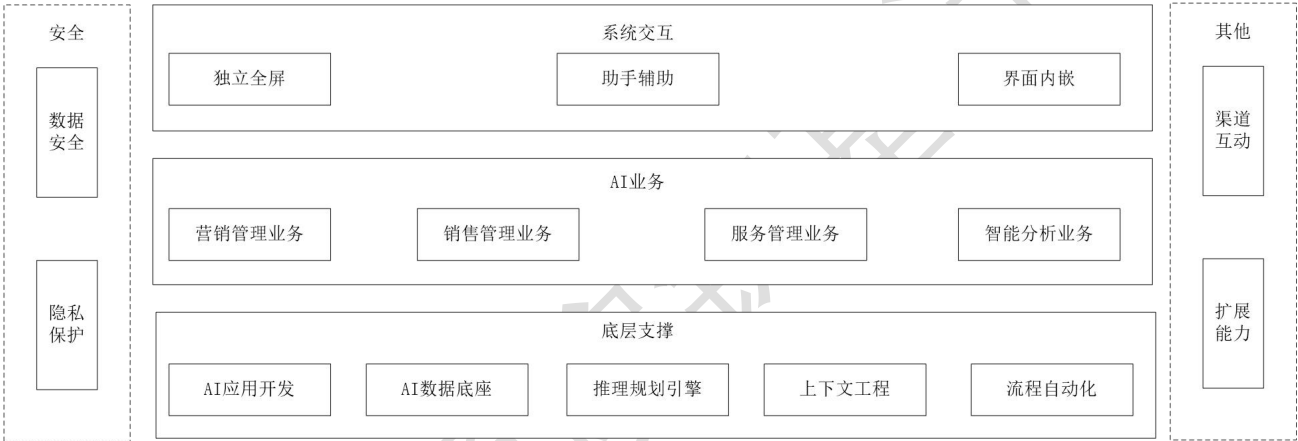 安全
数据
安全
隐私
保护
系统交互
独立全屏
助手辅助
界面内嵌
AI业务
营销管理业务
销售管理业务
服务管理业务
智能分析业务
底层支撑
AI应用开发
AI数据底座
推理规划引擎
上下文工程
流程自动化
其他
渠道
互动
扩展
能力